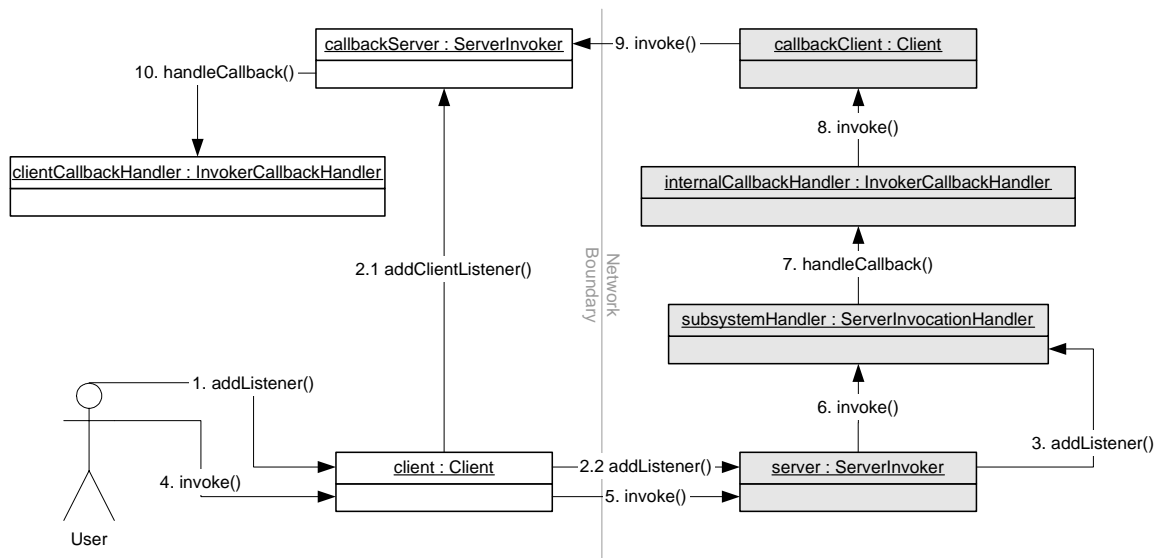 callbackServer : ServerInvoker
9. invoke()
callbackClient : Client
10. handleCallback()
8. invoke()
clientCallbackHandler : InvokerCallbackHandler
internalCallbackHandler : InvokerCallbackHandler
2.1 addClientListener()
Network
Boundary
7. handleCallback()
subsystemHandler : ServerInvocationHandler
1. addListener()
6. invoke()
3. addListener()
client : Client
2.2 addListener()
server : ServerInvoker
4. invoke()
5. invoke()
User